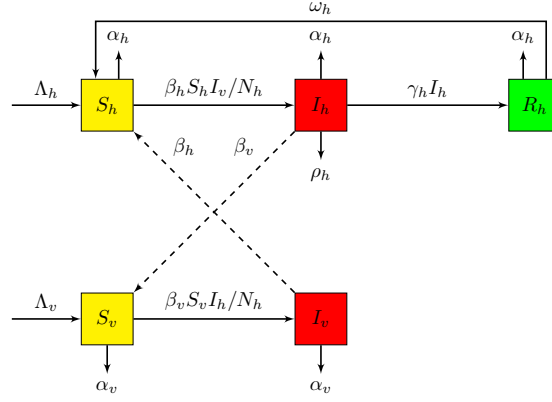 ω_h
α_h α_h α_h
Λ_h S_h β_h S_h I_v/N_h I_h γ_h I_h R_h
β_h β_v ρ_h
Λ_v S_v β_v S_v I_h/N_h I_v
α_v α_v